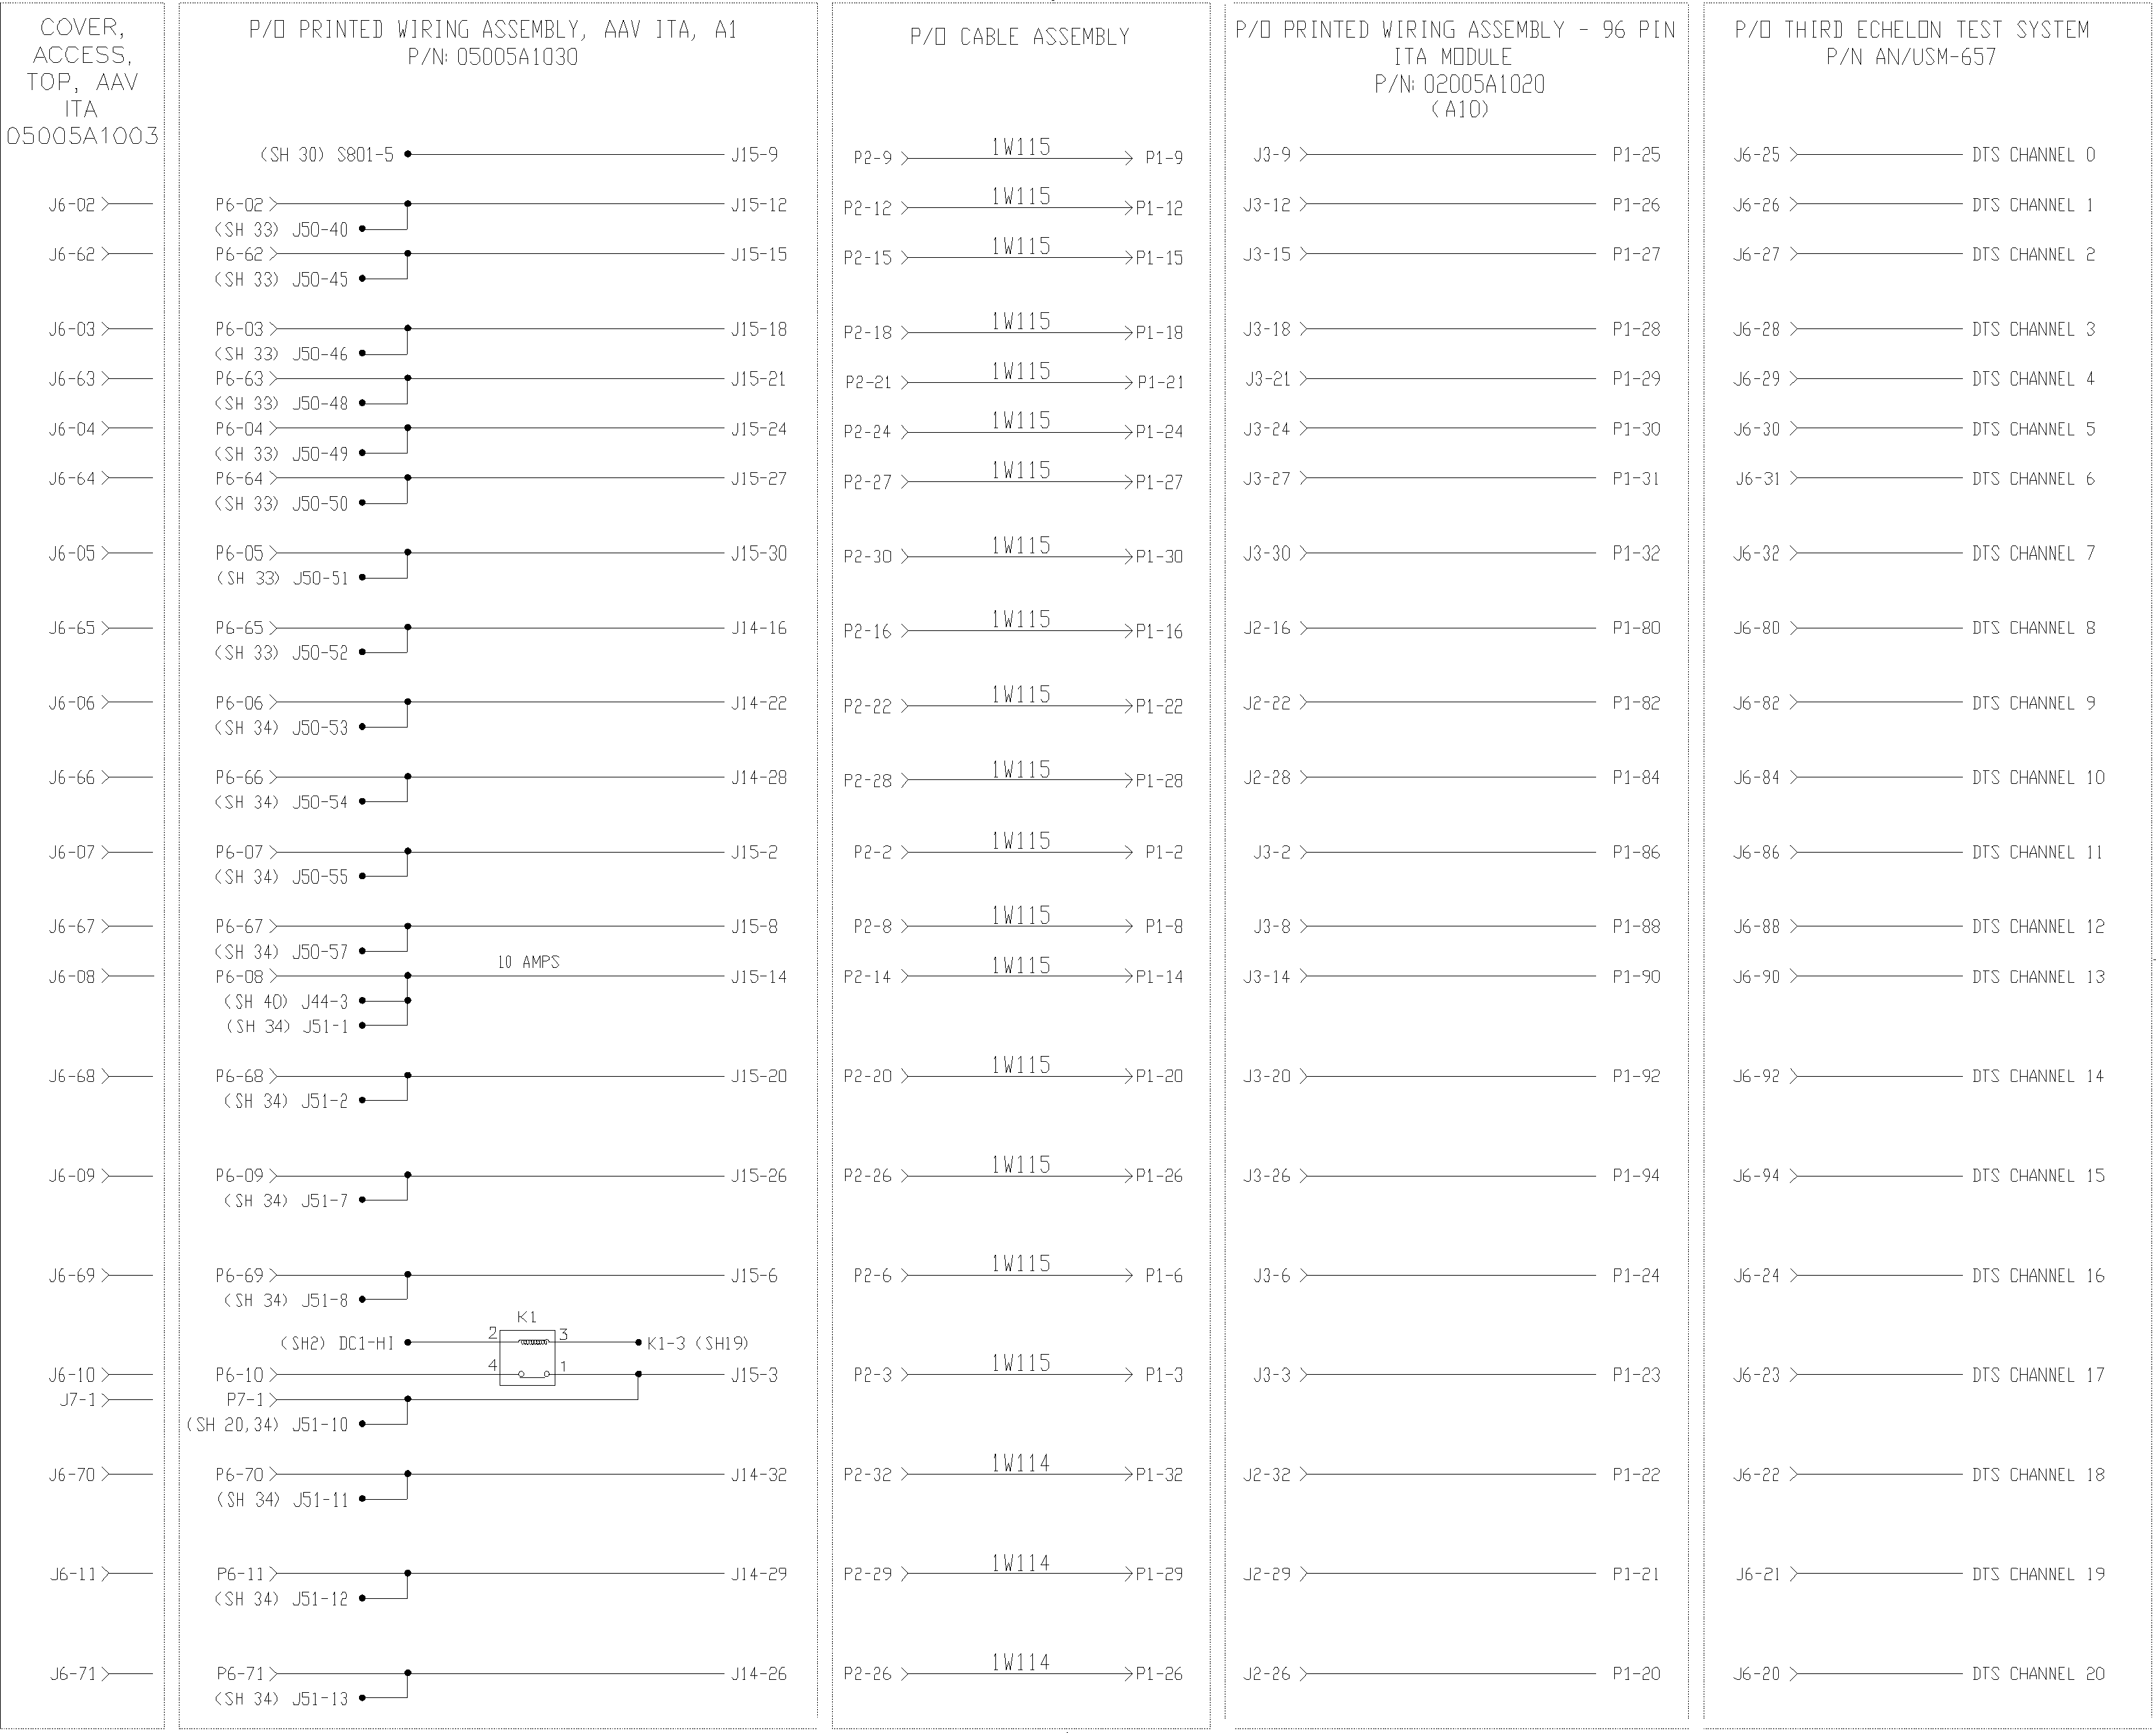 COVER,
ACCESS,
TOP, AAV
ITA
05005A1003
P/O PRINTED WIRING ASSEMBLY, AAV ITA, A1
P/N: 05005A1030
P/O CABLE ASSEMBLY
P/O PRINTED WIRING ASSEMBLY - 96 PIN
ITA MODULE
P/N: 02005A1020
(A10)
P/O THIRD ECHELON TEST SYSTEM
P/N AN/USM-657
(SH 30) S801-5 J15-9 P2-9 1W115 P1-9 J3-9 P1-25 J6-25 DTS CHANNEL 0
J6-02 P6-02 J15-12 P2-12 1W115 P1-12 J3-12 P1-26 J6-26 DTS CHANNEL 1
(SH 33) J50-40
J6-62 P6-62 J15-15 P2-15 1W115 P1-15 J3-15 P1-27 J6-27 DTS CHANNEL 2
(SH 33) J50-45
J6-03 P6-03 J15-18 P2-18 1W115 P1-18 J3-18 P1-28 J6-28 DTS CHANNEL 3
(SH 33) J50-46
J6-63 P6-63 J15-21 P2-21 1W115 P1-21 J3-21 P1-29 J6-29 DTS CHANNEL 4
(SH 33) J50-48
J6-04 P6-04 J15-24 P2-24 1W115 P1-24 J3-24 P1-30 J6-30 DTS CHANNEL 5
(SH 33) J50-49
J6-64 P6-64 J15-27 P2-27 1W115 P1-27 J3-27 P1-31 J6-31 DTS CHANNEL 6
(SH 33) J50-50
J6-05 P6-05 J15-30 P2-30 1W115 P1-30 J3-30 P1-32 J6-32 DTS CHANNEL 7
(SH 33) J50-51
J6-65 P6-65 J14-16 P2-16 1W115 P1-16 J2-16 P1-80 J6-80 DTS CHANNEL 8
(SH 33) J50-52
J6-06 P6-06 J14-22 P2-22 1W115 P1-22 J2-22 P1-82 J6-82 DTS CHANNEL 9
(SH 34) J50-53
J6-66 P6-66 J14-28 P2-28 1W115 P1-28 J2-28 P1-84 J6-84 DTS CHANNEL 10
(SH 34) J50-54
J6-07 P6-07 J15-2 P2-2 1W115 P1-2 J3-2 P1-86 J6-86 DTS CHANNEL 11
(SH 34) J50-55
J6-67 P6-67 J15-8 P2-8 1W115 P1-8 J3-8 P1-88 J6-88 DTS CHANNEL 12
(SH 34) J50-57
10 AMPS
J6-08 P6-08 J15-14 P2-14 1W115 P1-14 J3-14 P1-90 J6-90 DTS CHANNEL 13
(SH 40) J44-3
(SH 34) J51-1
J6-68 P6-68 J15-20 P2-20 1W115 P1-20 J3-20 P1-92 J6-92 DTS CHANNEL 14
(SH 34) J51-2
J6-09 P6-09 J15-26 P2-26 1W115 P1-26 J3-26 P1-94 J6-94 DTS CHANNEL 15
(SH 34) J51-7
J6-69 P6-69 J15-6 P2-6 1W115 P1-6 J3-6 P1-24 J6-24 DTS CHANNEL 16
(SH 34) J51-8
K1
(SH2) DC1-HI 2 3 K1-3 (SH19)
J6-10 P6-10 4 1 J15-3 P2-3 1W115 P1-3 J3-3 P1-23 J6-23 DTS CHANNEL 17
J7-1 P7-1
(SH 20,34) J51-10
J6-70 P6-70 J14-32 P2-32 1W114 P1-32 J2-32 P1-22 J6-22 DTS CHANNEL 18
(SH 34) J51-11
J6-11 P6-11 J14-29 P2-29 1W114 P1-29 J2-29 P1-21 J6-21 DTS CHANNEL 19
(SH 34) J51-12
J6-71 P6-71 J14-26 P2-26 1W114 P1-26 J2-26 P1-20 J6-20 DTS CHANNEL 20
(SH 34) J51-13